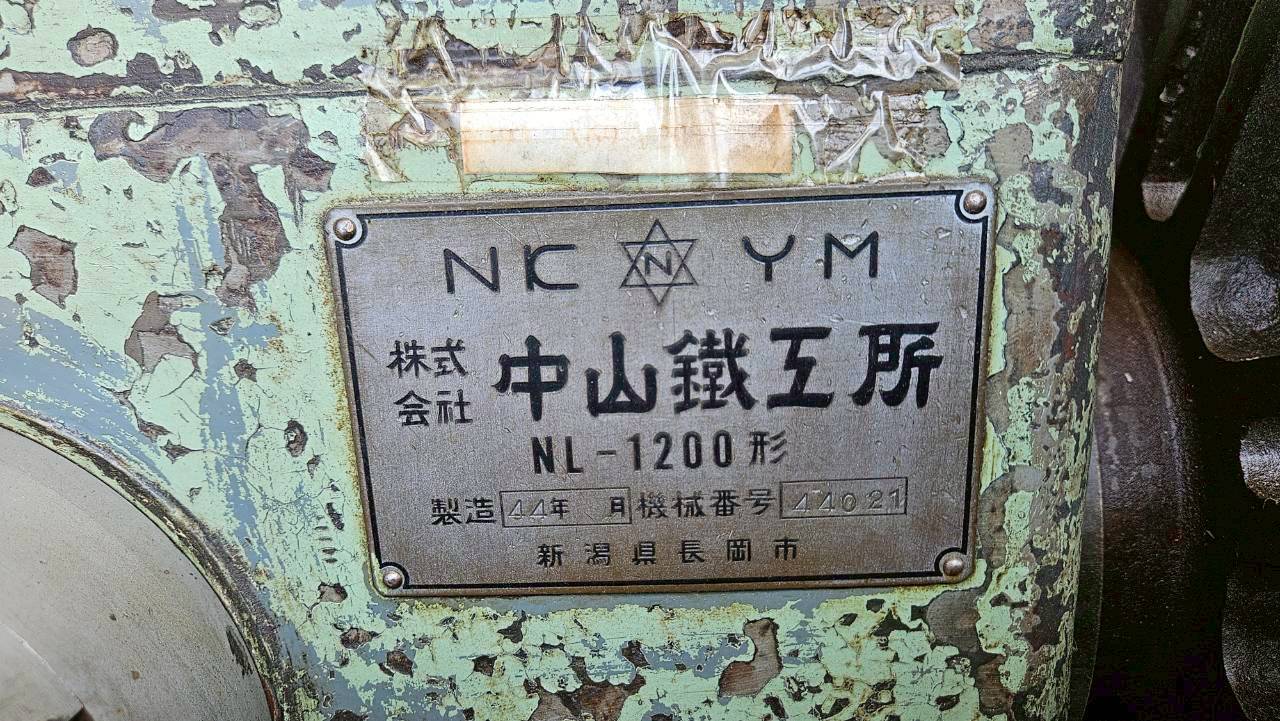 NK N YM
株式会社 中山鐵工所
NL-1200形
製造 44年 月 機械番号 44021
新潟県長岡市